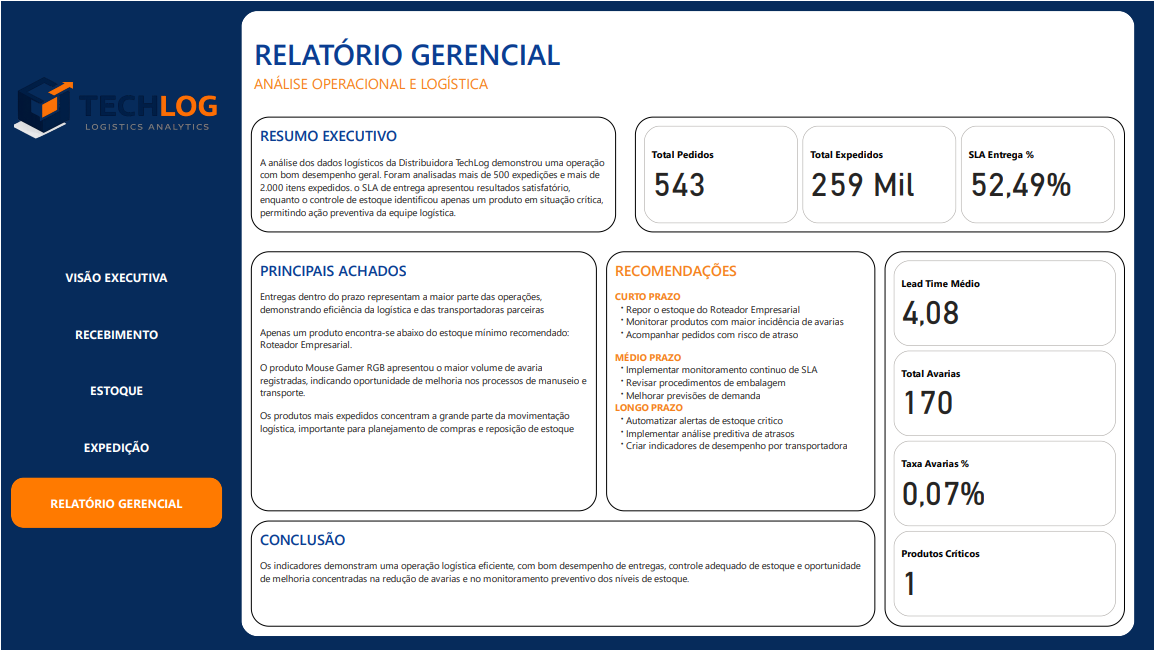 TECHLOG
LOGISTICS ANALYTICS
VISÃO EXECUTIVA
RECEBIMENTO
ESTOQUE
EXPEDIÇÃO
RELATÓRIO GERENCIAL
RELATÓRIO GERENCIAL
ANÁLISE OPERACIONAL E LOGÍSTICA
RESUMO EXECUTIVO
A análise dos dados logísticos da Distribuidora TechLog demonstrou uma operação
com bom desempenho geral. Foram analisadas mais de 500 expedições e mais de
2.000 itens expedidos. o SLA de entrega apresentou resultados satisfatório,
enquanto o controle de estoque identificou apenas um produto em situação crítica,
permitindo ação preventiva da equipe logística.
Total Pedidos
543
Total Expedidos
259 Mil
SLA Entrega %
52,49%
PRINCIPAIS ACHADOS
Entregas dentro do prazo representam a maior parte das operações,
demonstrando eficiência da logística e das transportadoras parceiras
Apenas um produto encontra-se abaixo do estoque mínimo recomendado:
Roteador Empresarial.
O produto Mouse Gamer RGB apresentou o maior volume de avaria
registradas, indicando oportunidade de melhoria nos processos de manuseio e
transporte.
Os produtos mais expedidos concentram a grande parte da movimentação
logística, importante para planejamento de compras e reposição de estoque
RECOMENDAÇÕES
CURTO PRAZO
• Repor o estoque do Roteador Empresarial
• Monitorar produtos com maior incidência de avarias
• Acompanhar pedidos com risco de atraso
MÉDIO PRAZO
• Implementar monitoramento continuo de SLA
• Revisar procedimentos de embalagem
• Melhorar previsões de demanda
LONGO PRAZO
• Automatizar alertas de estoque critico
• Implementar análise preditiva de atrasos
• Criar indicadores de desempenho por transportadora
Lead Time Médio
4,08
Total Avarias
170
Taxa Avarias %
0,07%
Produtos Críticos
1
CONCLUSÃO
Os indicadores demonstram uma operação logística eficiente, com bom desempenho de entregas, controle adequado de estoque e oportunidade
de melhoria concentradas na redução de avarias e no monitoramento preventivo dos níveis de estoque.